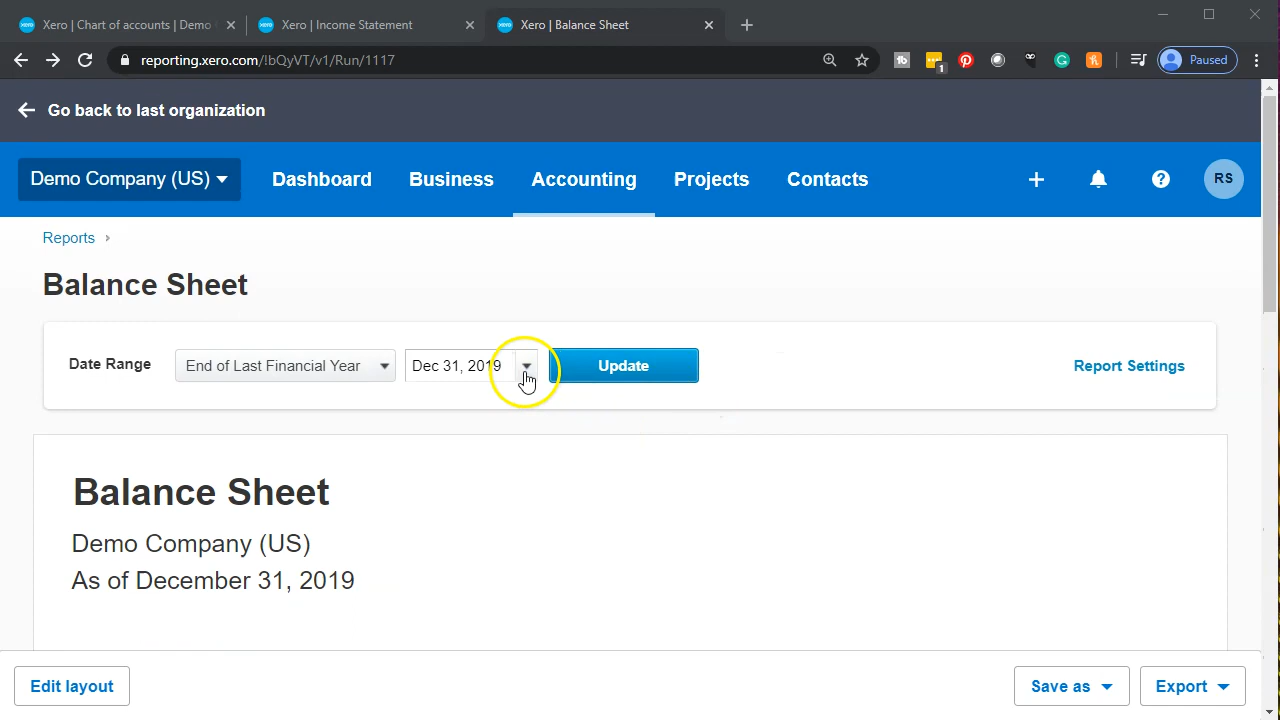 Xero | Chart of accounts | Demo
Xero | Income Statement
Xero | Balance Sheet
reporting.xero.com/!bQyVT/v1/Run/1117
1
Paused
Go back to last organization
Demo Company (US)
Dashboard
Business
Accounting
Projects
Contacts
RS
Reports
Balance Sheet
Date Range
End of Last Financial Year
Dec 31, 2019
Update
Report Settings
Balance Sheet
Demo Company (US)
As of December 31, 2019
Edit layout
Save as
Export